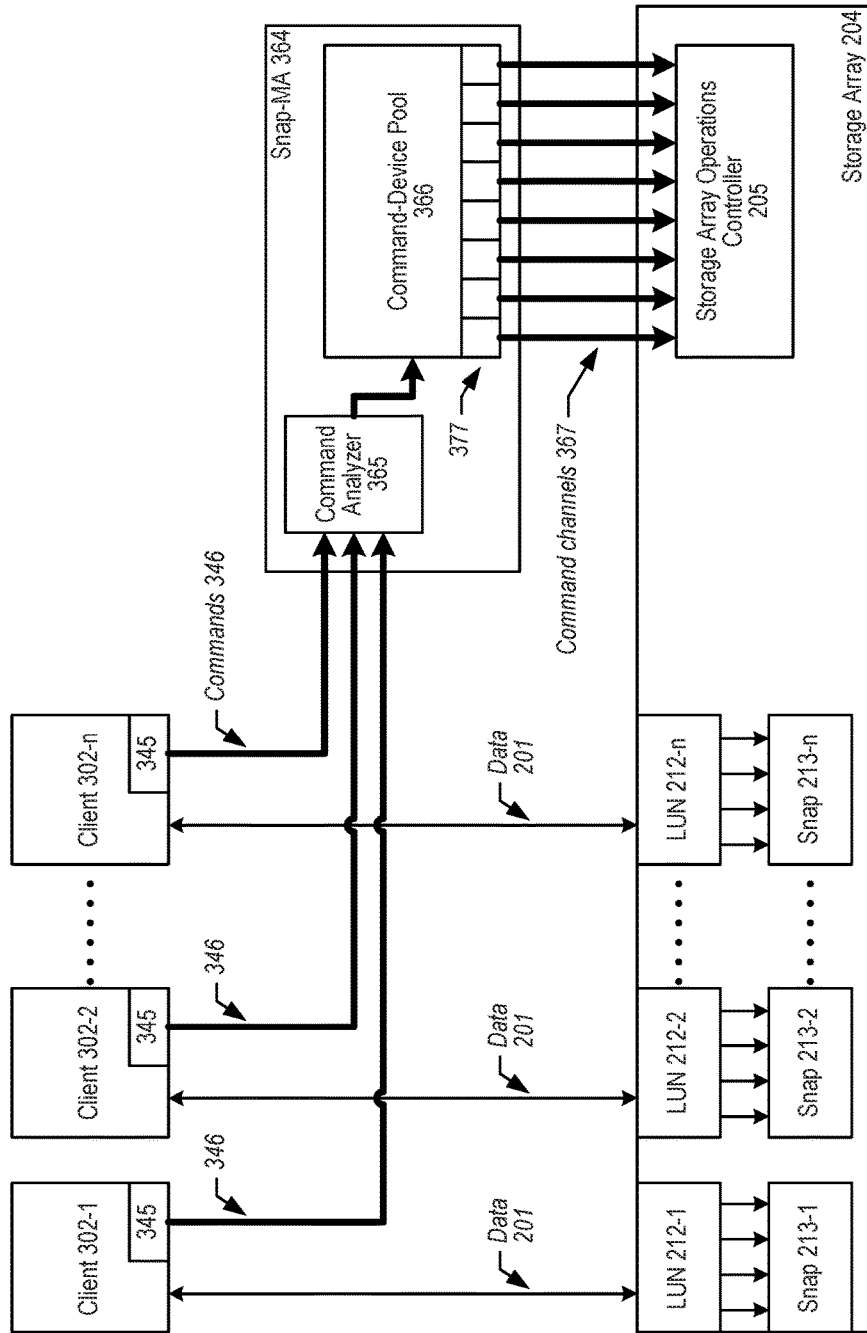 Client 302-1
345
Client 302-2
345
Client 302-n
345
346
346
Commands 346
Data
201
Data
201
Data
201
Snap-MA 364
Command
Analyzer
365
Command-Device Pool
366
377
Command channels 367
LUN 212-1
LUN 212-2
LUN 212-n
Snap 213-1
Snap 213-2
Snap 213-n
Storage Array Operations
Controller
205
Storage Array 204